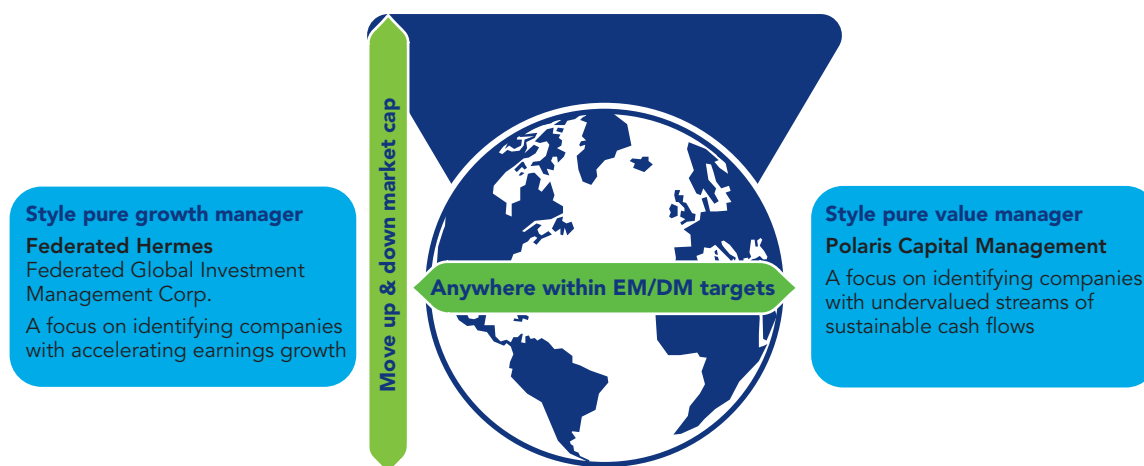 Move up & down market cap
Style pure growth manager
Federated Hermes
Federated Global Investment
Management Corp.
A focus on identifying companies
with accelerating earnings growth
Anywhere within EM/DM targets
Style pure value manager
Polaris Capital Management
A focus on identifying companies
with undervalued streams of
sustainable cash flows